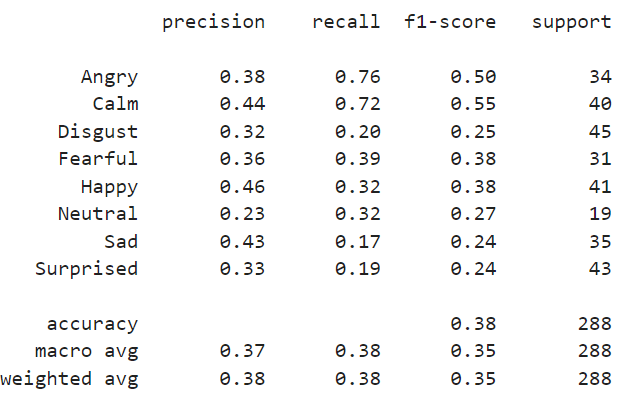 precision recall f1-score support
Angry 0.38 0.76 0.50 34
Calm 0.44 0.72 0.55 40
Disgust 0.32 0.20 0.25 45
Fearful 0.36 0.39 0.38 31
Happy 0.46 0.32 0.38 41
Neutral 0.23 0.32 0.27 19
Sad 0.43 0.17 0.24 35
Surprised 0.33 0.19 0.24 43
accuracy 0.38 288
macro avg 0.37 0.38 0.35 288
weighted avg 0.38 0.38 0.35 288